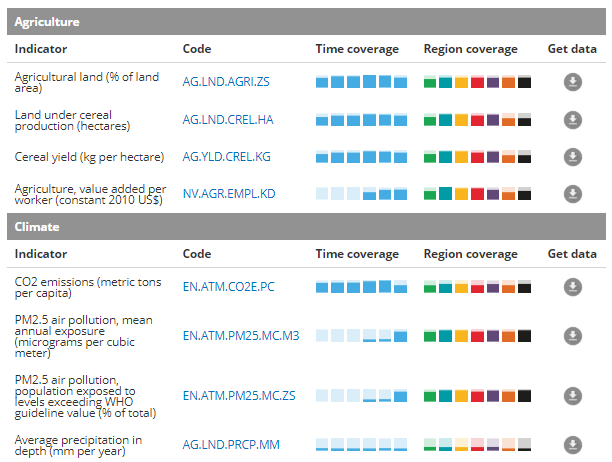 Agriculture
Indicator Code Time coverage Region coverage Get data
Agricultural land (% of land
area) AG.LND.AGRI.ZS
Land under cereal
production (hectares) AG.LND.CREL.HA
Cereal yield (kg per hectare) AG.YLD.CREL.KG
Agriculture, value added per
worker (constant 2010 US$) NV.AGR.EMPL.KD
Climate
Indicator Code Time coverage Region coverage Get data
CO2 emissions (metric tons
per capita) EN.ATM.CO2E.PC
PM2.5 air pollution, mean
annual exposure
(micrograms per cubic
meter) EN.ATM.PM25.MC.M3
PM2.5 air pollution,
population exposed to
levels exceeding WHO
guideline value (% of total) EN.ATM.PM25.MC.ZS
Average precipitation in
depth (mm per year) AG.LND.PRCP.MM